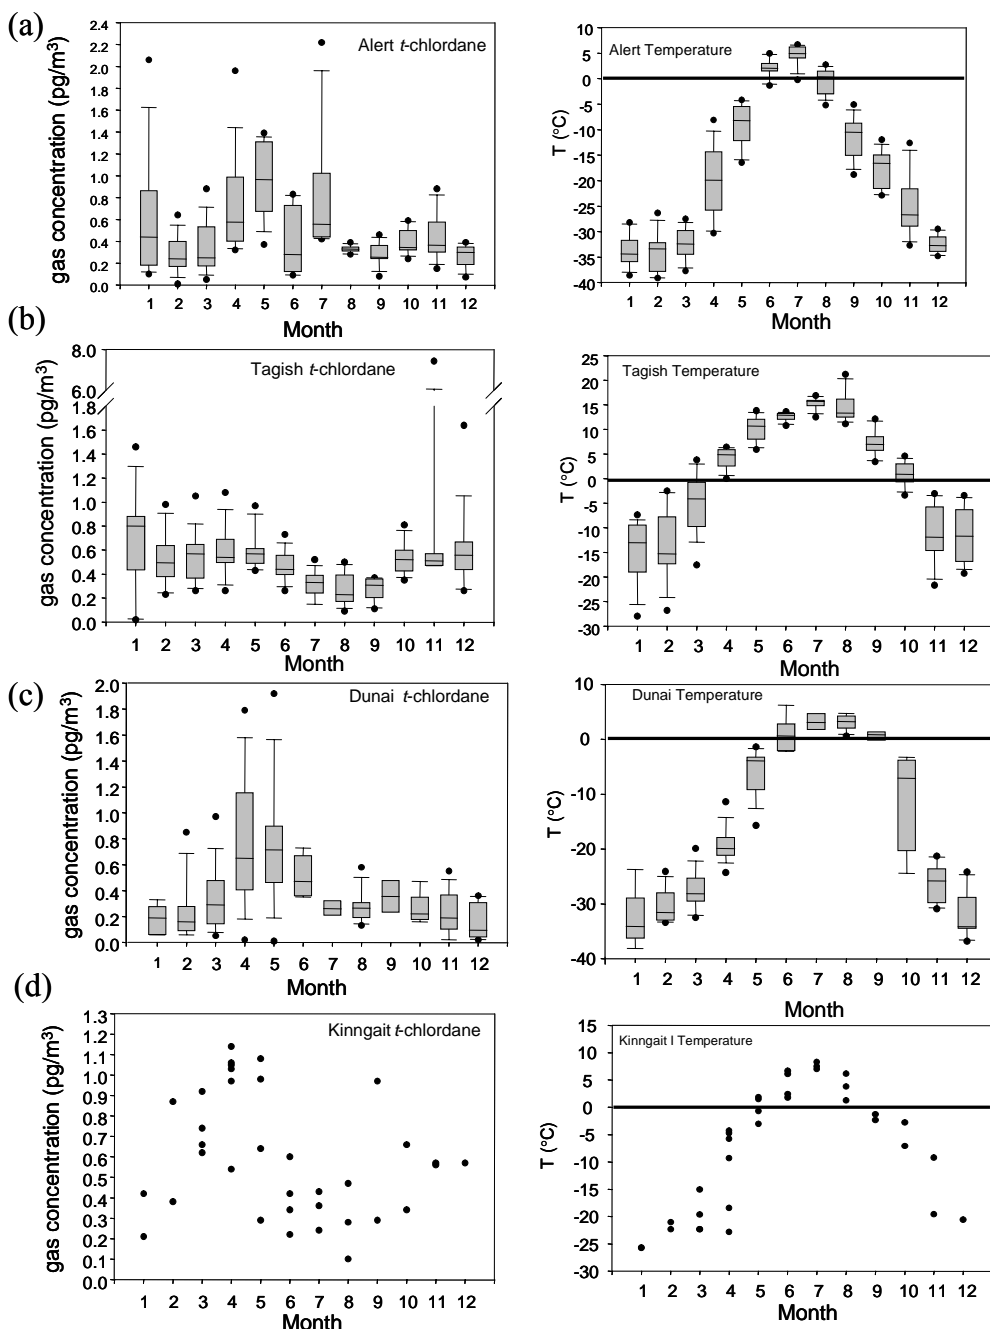 (a)
Alert t-chlordane
gas concentration (pg/m³)
2.4
2.2
2.0
1.8
1.6
1.4
1.2
1.0
0.8
0.6
0.4
0.2
0.0
1 2 3 4 5 6 7 8 9 10 11 12
Month
Alert Temperature
T (°C)
10
5
0
-5
-10
-15
-20
-25
-30
-35
-40
1 2 3 4 5 6 7 8 9 10 11 12
Month
(b)
Tagish t-chlordane
gas concentration (pg/m³)
8.0
6.0
1.8
1.6
1.4
1.2
1.0
0.8
0.6
0.4
0.2
0.0
1 2 3 4 5 6 7 8 9 10 11 12
Month
Tagish Temperature
T (°C)
25
20
15
10
5
0
-5
-10
-15
-20
-25
-30
1 2 3 4 5 6 7 8 9 10 11 12
Month
(c)
Dunai t-chlordane
gas concentration (pg/m³)
2.0
1.8
1.6
1.4
1.2
1.0
0.8
0.6
0.4
0.2
0.0
1 2 3 4 5 6 7 8 9 10 11 12
Month
Dunai Temperature
T (°C)
10
0
-10
-20
-30
-40
1 2 3 4 5 6 7 8 9 10 11 12
Month
(d)
Kinngait t-chlordane
gas concentration (pg/m³)
1.3
1.2
1.1
1.0
0.9
0.8
0.7
0.6
0.5
0.4
0.3
0.2
0.1
0.0
1 2 3 4 5 6 7 8 9 10 11 12
Month
Kinngait I Temperature
T (°C)
15
10
5
0
-5
-10
-15
-20
-25
-30
1 2 3 4 5 6 7 8 9 10 11 12
Month